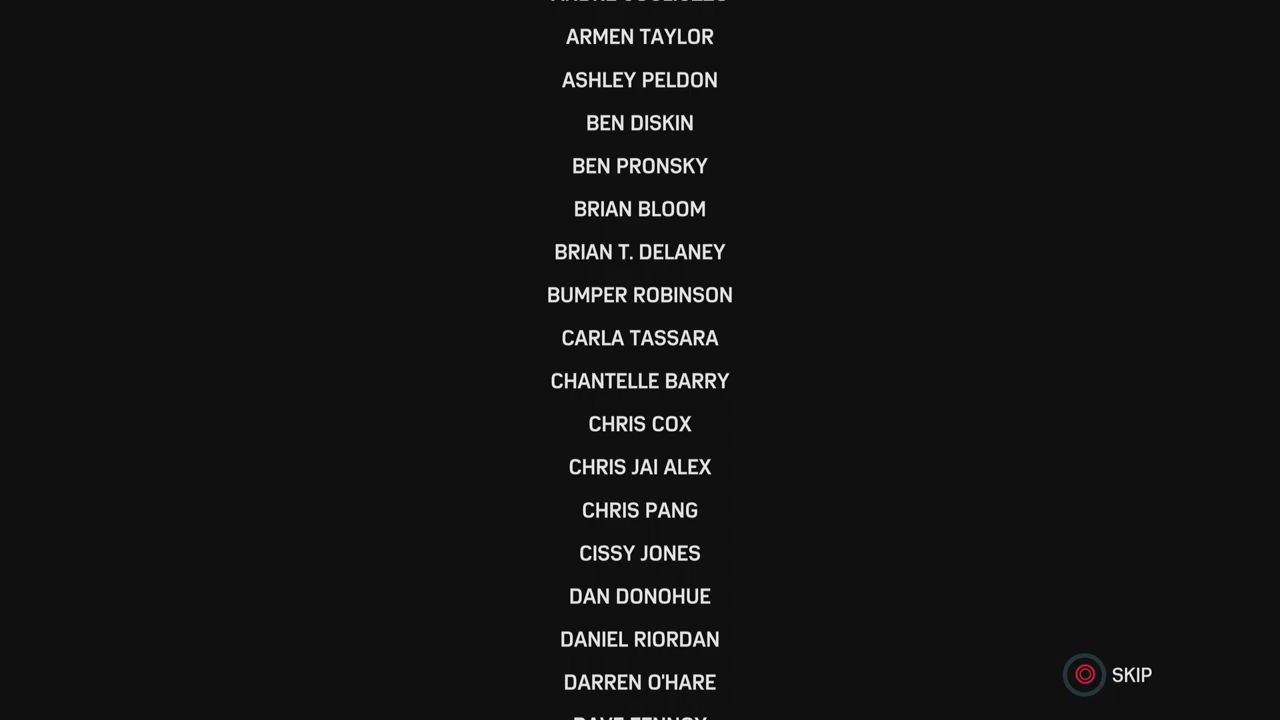 ARMEN TAYLOR
ASHLEY PELDON
BEN DISKIN
BEN PRONSKY
BRIAN BLOOM
BRIAN T. DELANEY
BUMPER ROBINSON
CARLA TASSARA
CHANTELLE BARRY
CHRIS COX
CHRIS JAI ALEX
CHRIS PANG
CISSY JONES
DAN DONOHUE
DANIEL RIORDAN
SKIP
DARREN O'HARE